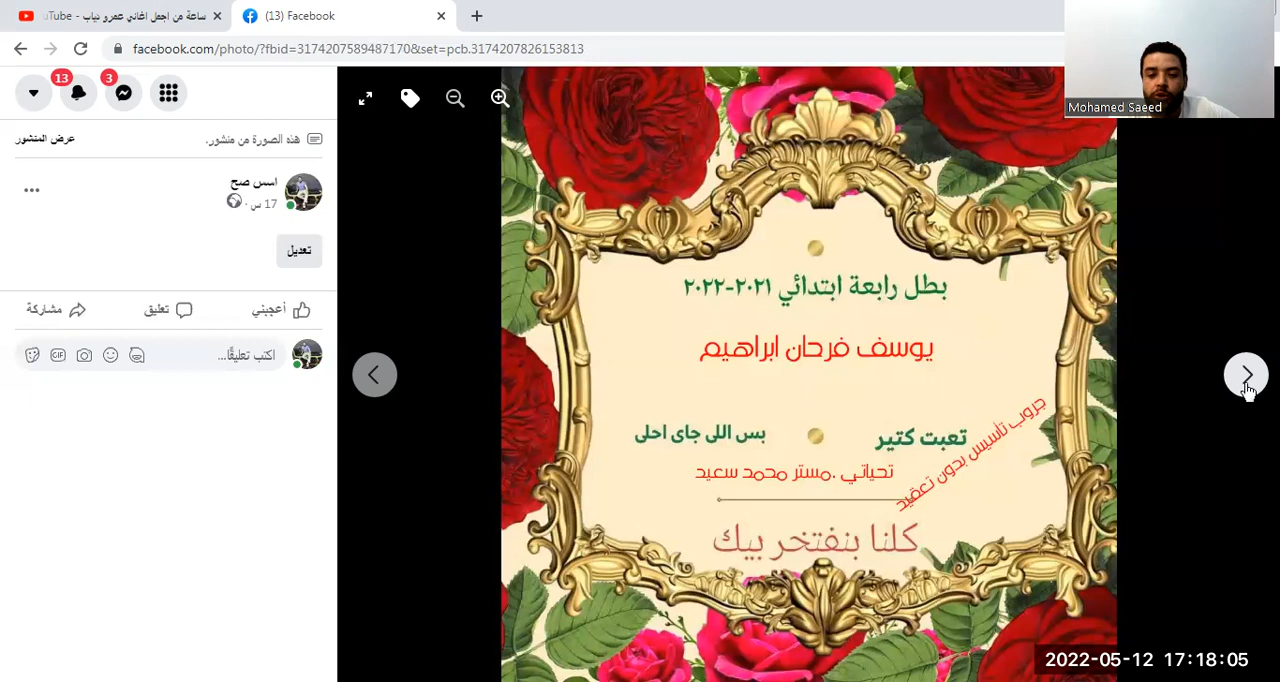 ساعة من اجمل اغاني عمرو دياب - uTube
(13) Facebook
facebook.com/photo/?fbid=3174207589487170&set=pcb.3174207826153813
Mohamed Saeed
13
3
هذه الصورة من منشور.
عرض المنشور
اسس صح
17 س
تعديل
أعجبني
تعليق
مشاركة
اكتب تعليقًا...
GIF
بطل رابعة ابتدائي ٢٠٢١-٢٠٢٢
يوسف فرحان ابراهيم
تعبت كتير
بس اللى جاى احلى
جروب تأسيس بدون تعقيد
تحياتي .مستر محمد سعيد
كلنا بنفتخر بيك
2022-05-12 17:18:05